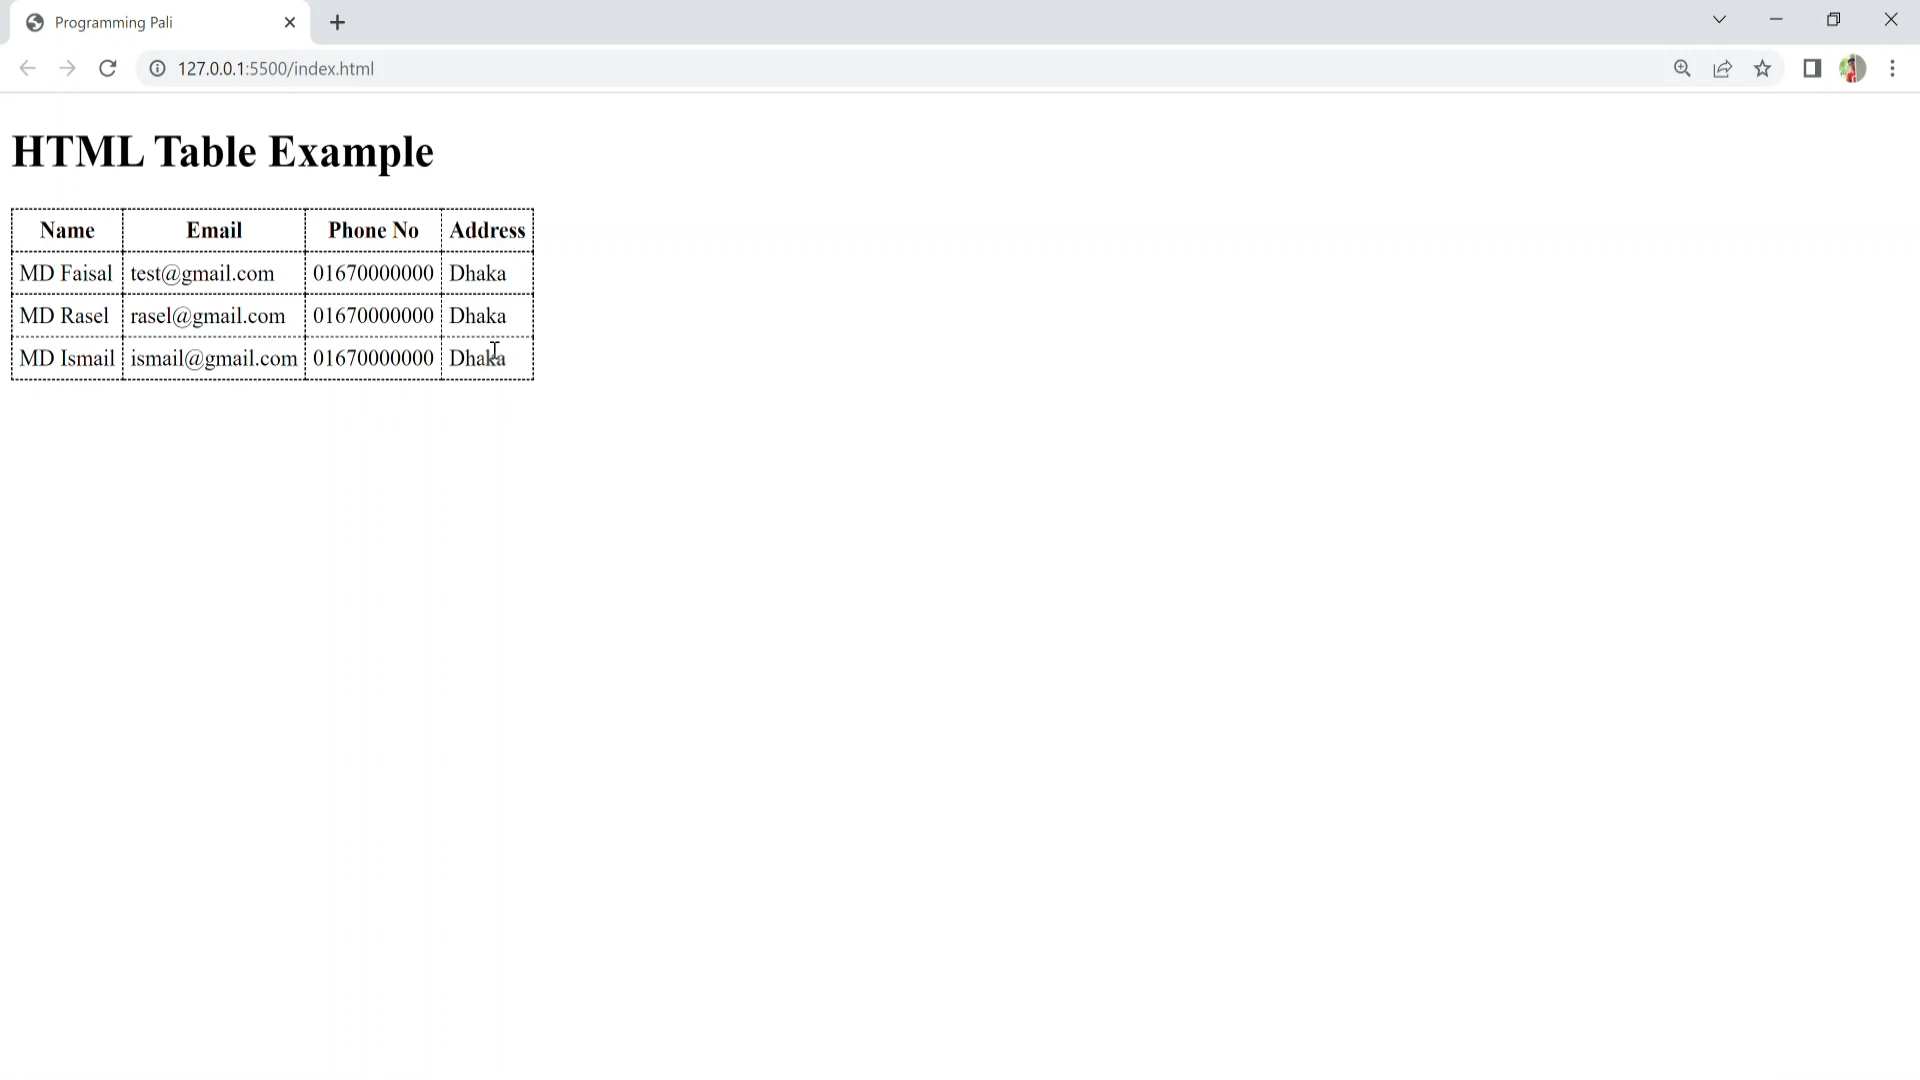 Programming Pali
127.0.0.1:5500/index.html
HTML Table Example
Name Email Phone No Address
MD Faisal test@gmail.com 01670000000 Dhaka
MD Rasel rasel@gmail.com 01670000000 Dhaka
MD Ismail ismail@gmail.com 01670000000 Dhaka